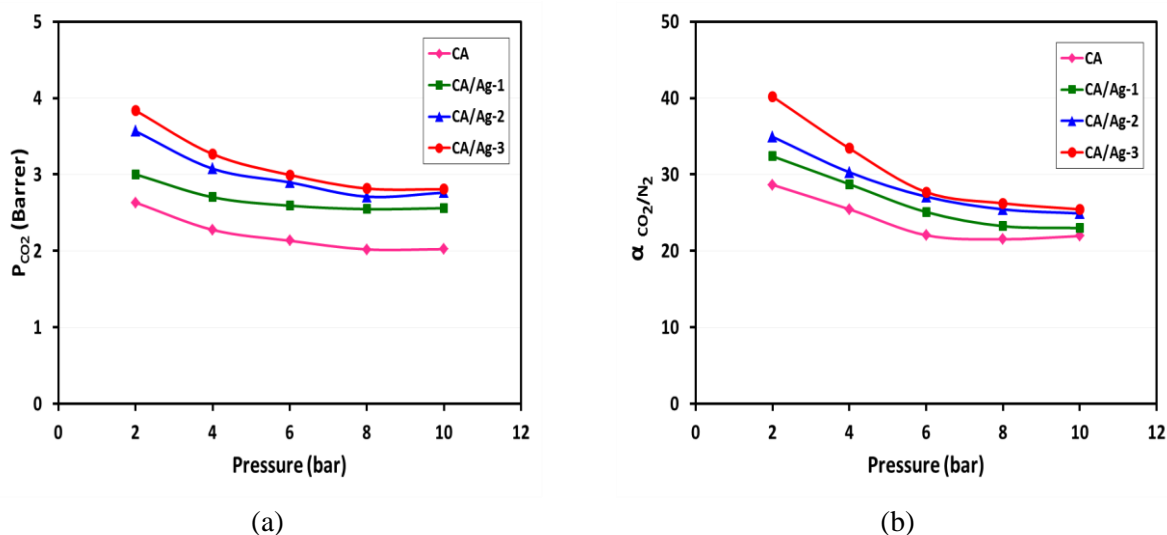 5
4
3
2
1
0
0 2 4 6 8 10 12
P_CO2 (Barrer)
Pressure (bar)
CA
CA/Ag-1
CA/Ag-2
CA/Ag-3
(a)
50
40
30
20
10
0
0 2 4 6 8 10 12
α CO₂/N₂
Pressure (bar)
CA
CA/Ag-1
CA/Ag-2
CA/Ag-3
(b)